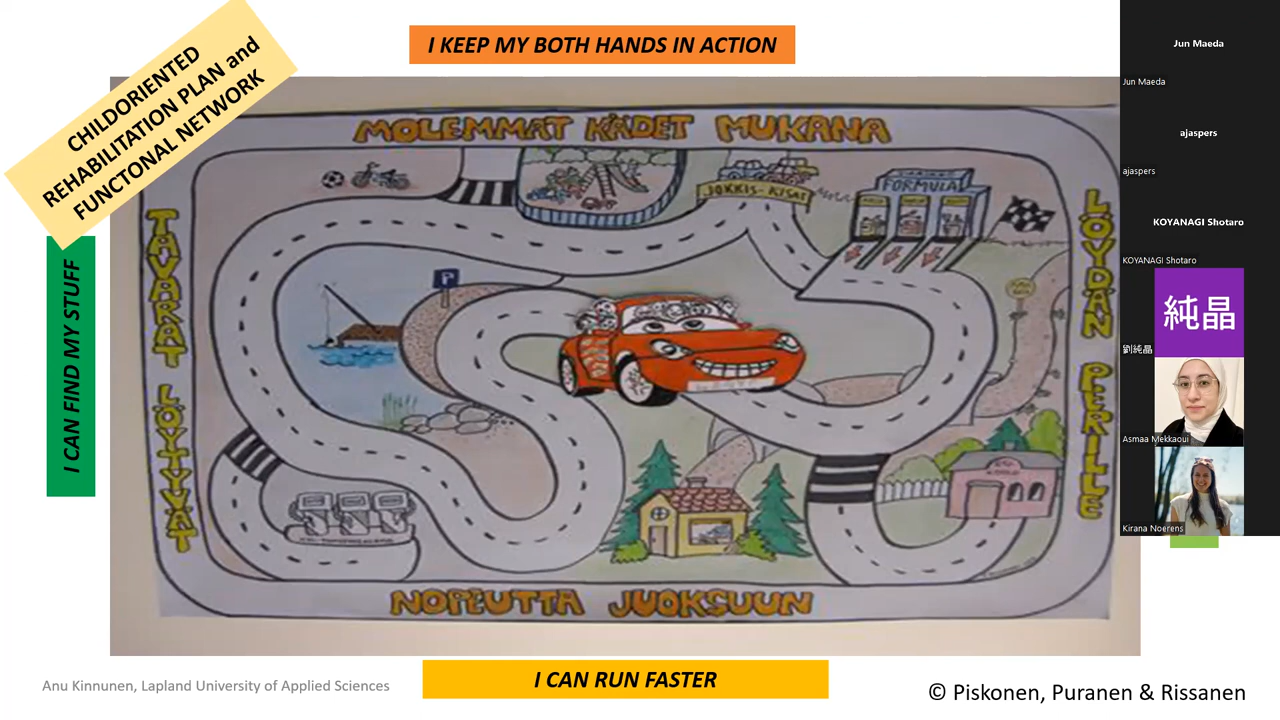 I KEEP MY BOTH HANDS IN ACTION
CHILDORIENTED
REHABILITATION PLAN and
FUNCTONAL NETWORK
I CAN FIND MY STUFF
MOLEMMAT KÄDET MUKANA
TAVARAT LÖYTYVÄT
JOKKIS-KISAT
FORMULA
P
LÖYDÄN PERILLE
NOPEUTTA JUOKSUUN
I CAN RUN FASTER
Anu Kinnunen, Lapland University of Applied Sciences
© Piskonen, Puranen & Rissanen
Jun Maeda
Jun Maeda
ajaspers
ajaspers
KOYANAGI Shotaro
KOYANAGI Shotaro
純晶
劉純晶
Asmaa Mekkaoui
Kirana Noerens